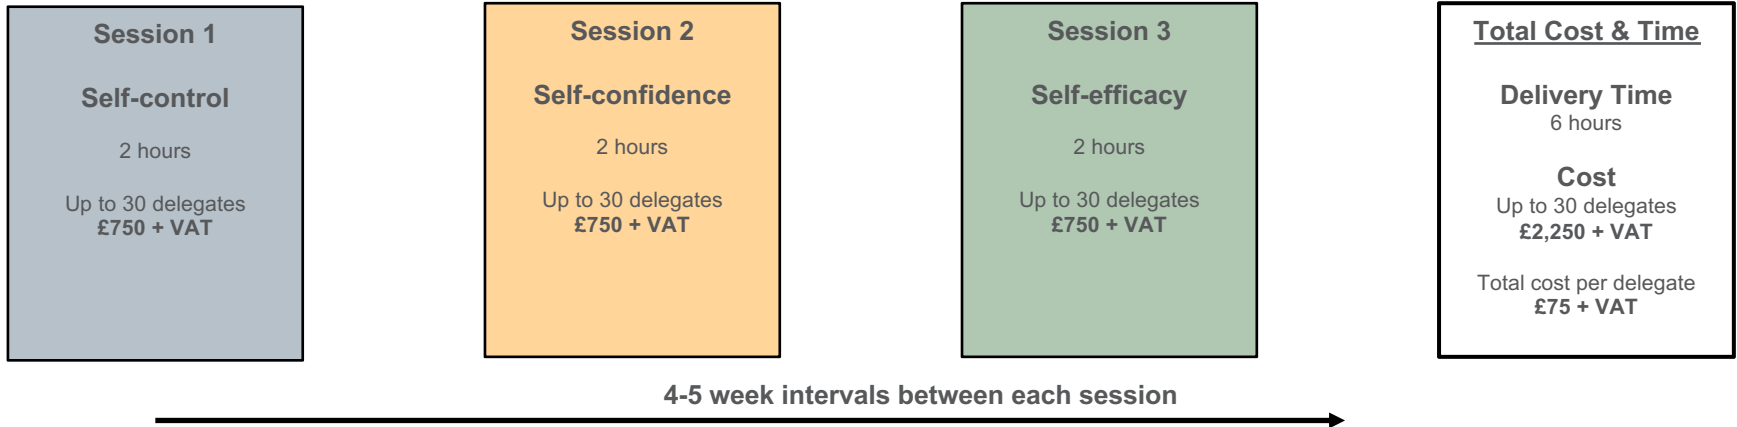 Session 1
Self-control
2 hours
Up to 30 delegates
£750 + VAT
Session 2
Self-confidence
2 hours
Up to 30 delegates
£750 + VAT
Session 3
Self-efficacy
2 hours
Up to 30 delegates
£750 + VAT
Total Cost & Time
Delivery Time
6 hours
Cost
Up to 30 delegates
£2,250 + VAT
Total cost per delegate
£75 + VAT
4-5 week intervals between each session